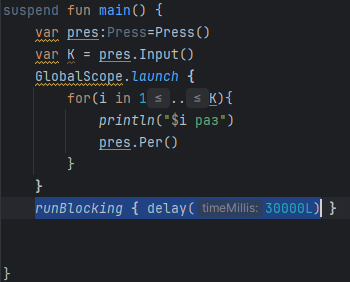 suspend fun main() {
var pres:Press=Press()
var K = pres.Input()
GlobalScope.launch {
for(i in 1 ≤ .. ≤ K){
println("$i раз")
pres.Per()
}
}
runBlocking { delay( timeMillis: 30000L) }
}